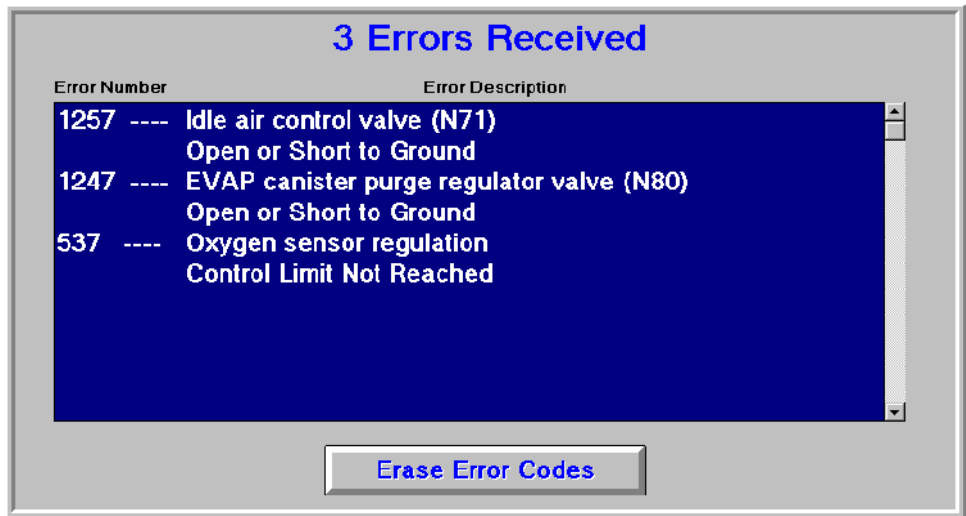 3 Errors Received
Error Number Error Description
1257 ---- Idle air control valve (N71)
Open or Short to Ground
1247 ---- EVAP canister purge regulator valve (N80)
Open or Short to Ground
537 ---- Oxygen sensor regulation
Control Limit Not Reached
Erase Error Codes